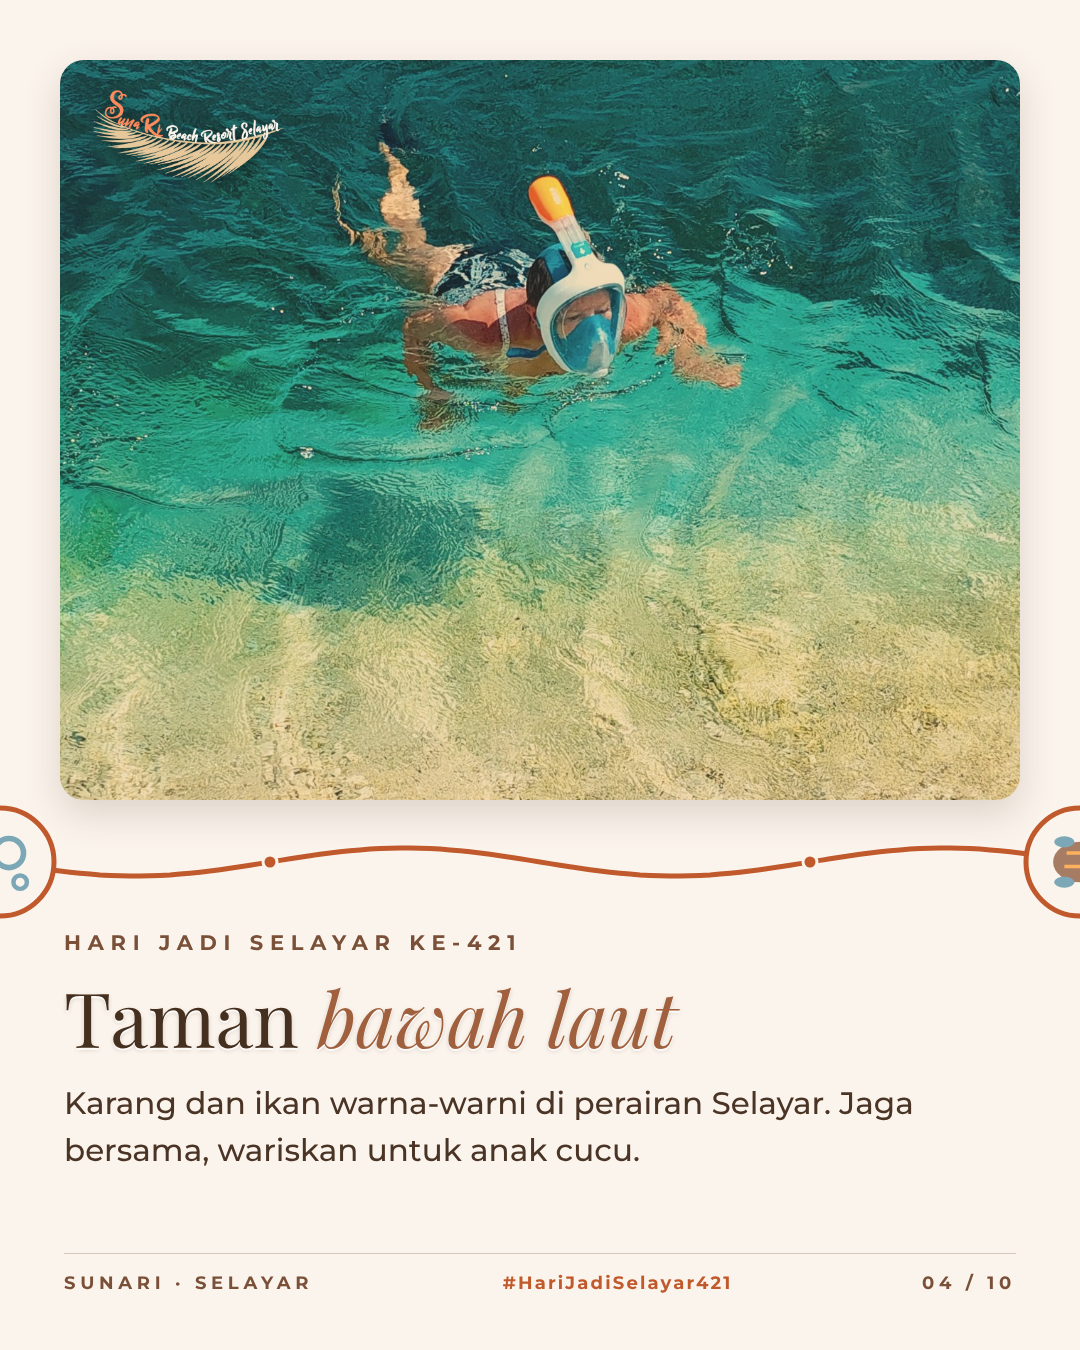 SunaRi Beach Resort Selayar
HARI JADI SELAYAR KE-421
Taman bawah laut
Karang dan ikan warna-warni di perairan Selayar. Jaga
bersama, wariskan untuk anak cucu.
SUNARI · SELAYAR
#HariJadiSelayar421
04 / 10